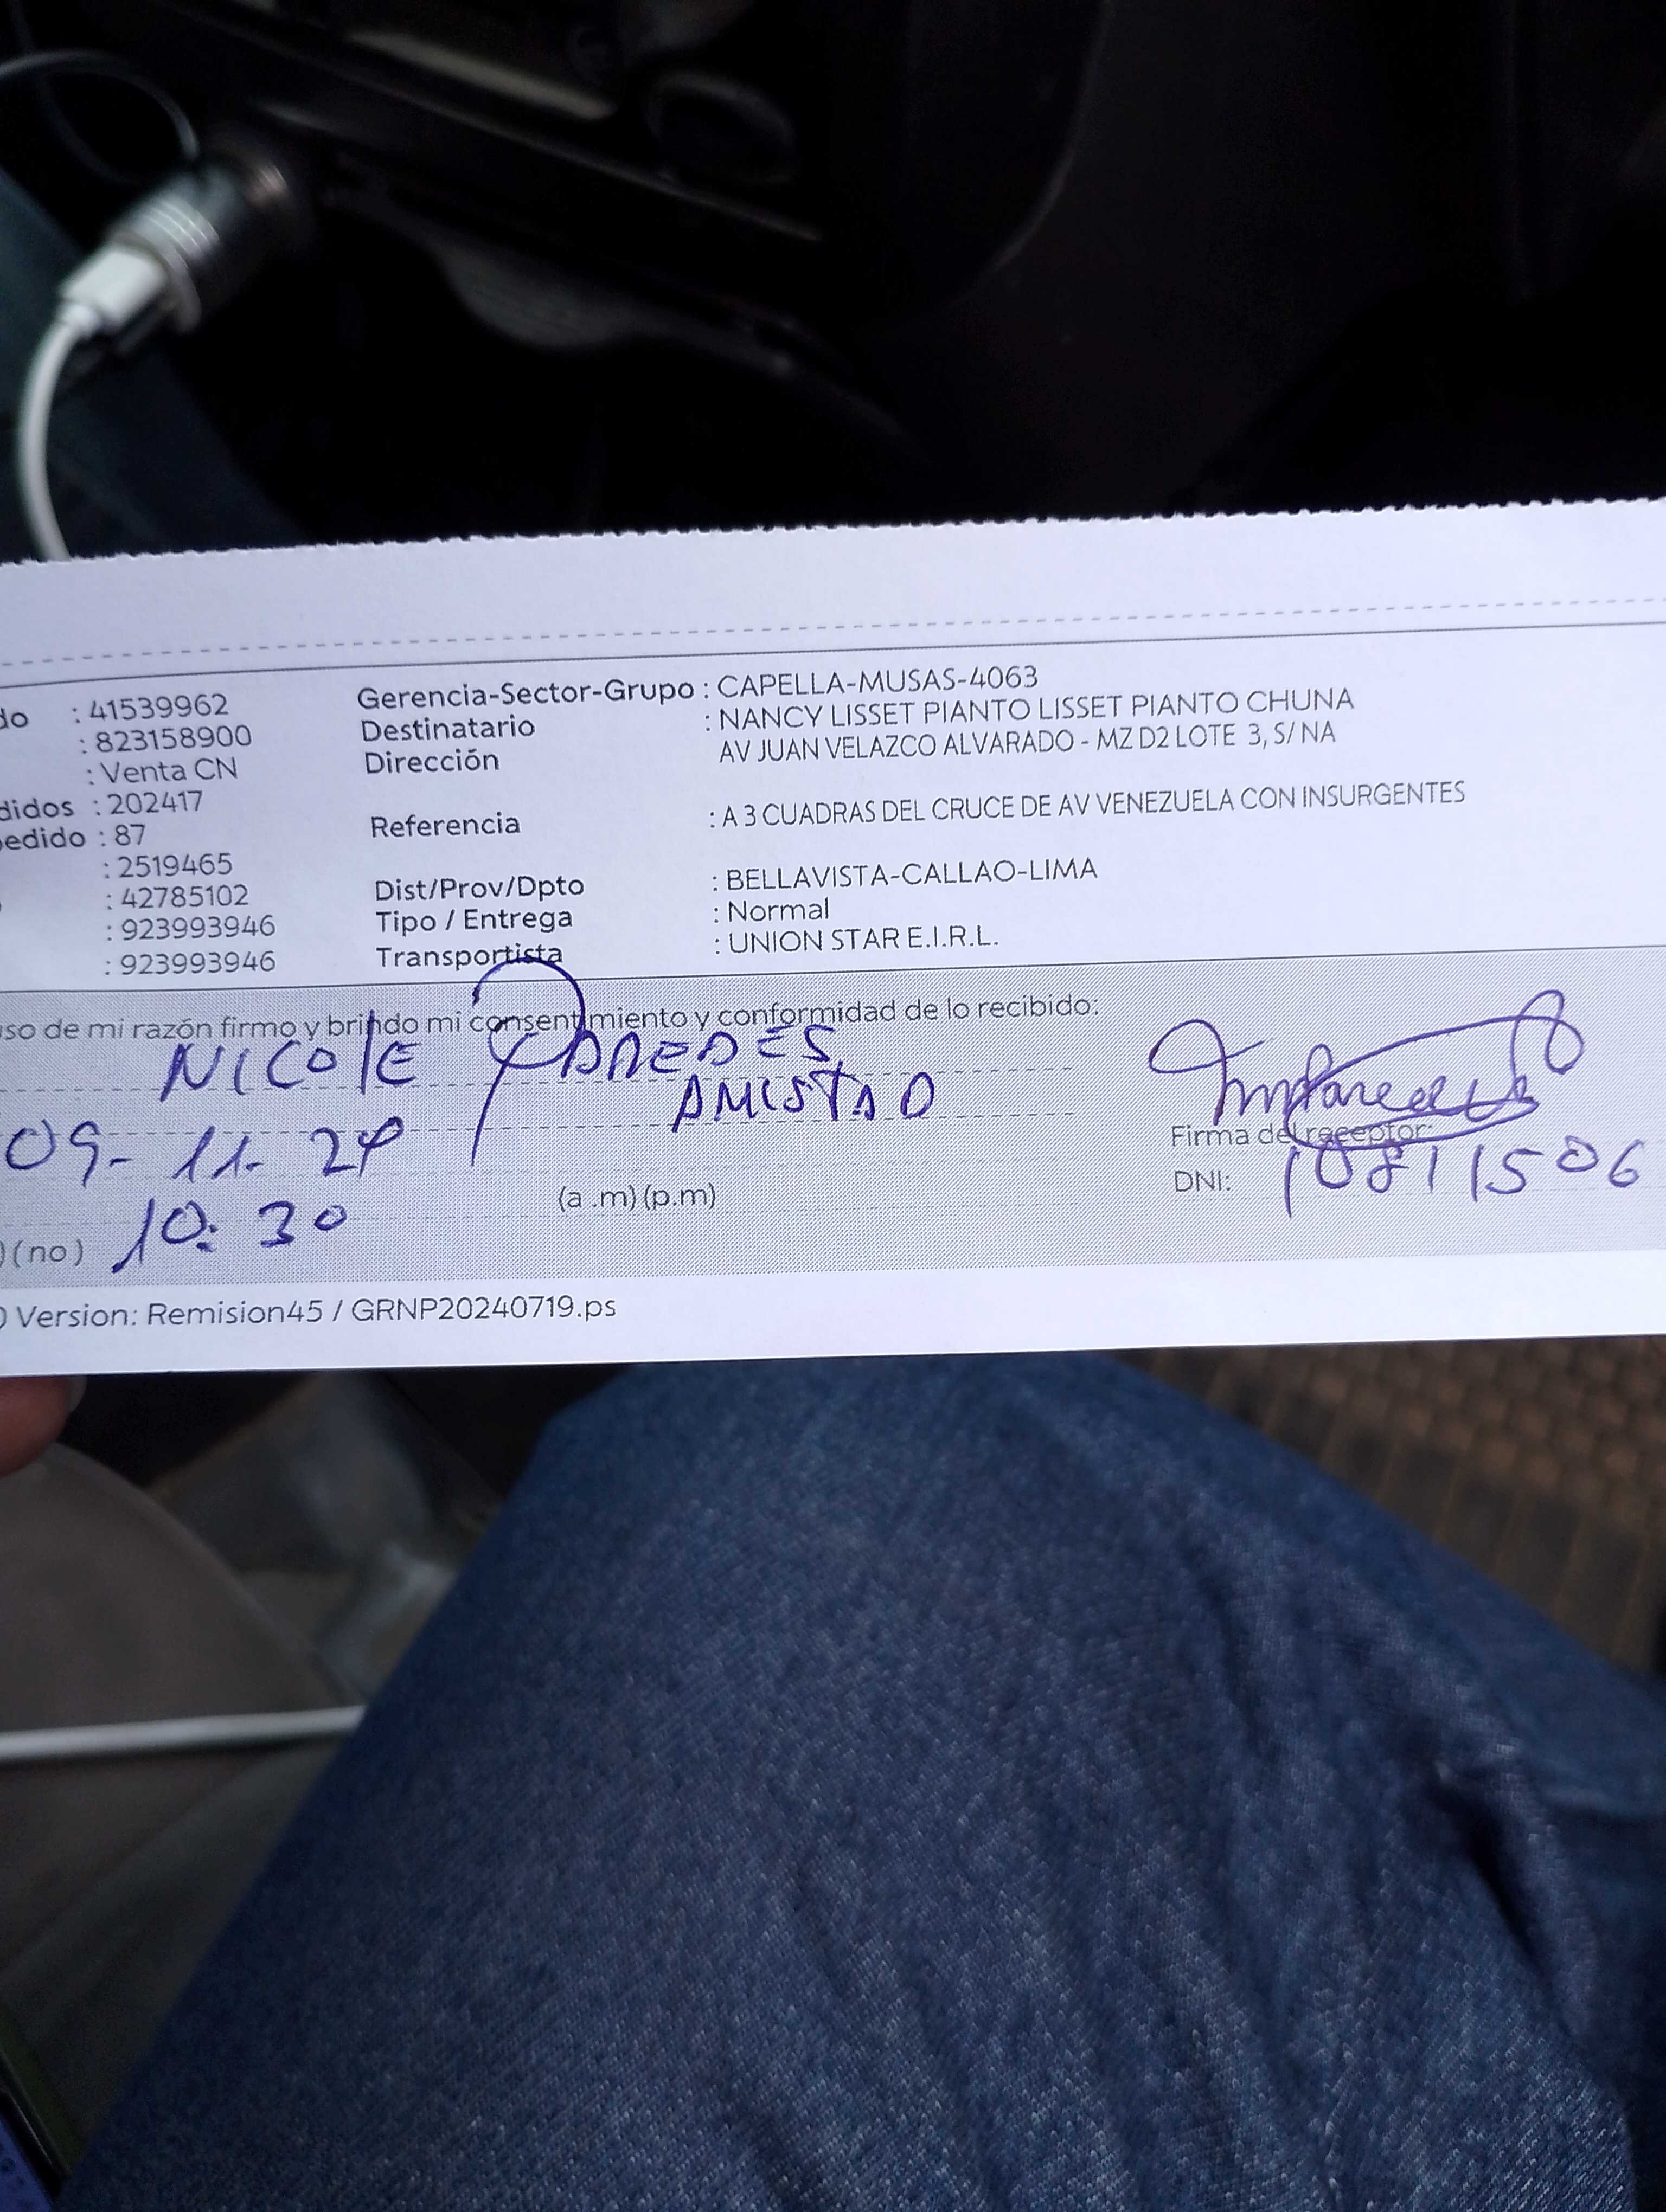 do : 41539962 Gerencia-Sector-Grupo : CAPELLA-MUSAS-4063
: 823158900 Destinatario : NANCY LISSET PIANTO LISSET PIANTO CHUNA
: Venta CN Dirección AV JUAN VELAZCO ALVARADO - MZ D2 LOTE 3, S/ NA
didos : 202417
edido : 87 Referencia : A 3 CUADRAS DEL CRUCE DE AV VENEZUELA CON INSURGENTES
: 2519465
: 42785102 Dist/Prov/Dpto : BELLAVISTA-CALLAO-LIMA
: 923993946 Tipo / Entrega : Normal
: 923993946 Transportista : UNION STAR E.I.R.L.
so de mi razón firmo y brindo mi consentimiento y conformidad de lo recibido:
NICOLE PAREDES
AMISTAD
09-11-24 Firma del receptor:
DNI: 10811506
(a .m) (p.m)
) (no) 10:30
) Version: Remision45 / GRNP20240719.ps